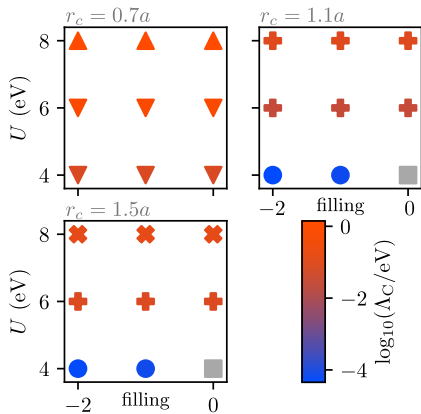 r_c = 0.7a
r_c = 1.1a
8
6
4
U (eV)
−2
filling
0
r_c = 1.5a
8
6
4
U (eV)
−2
filling
0
0
−2
−4
log₁₀(Λ_C/eV)